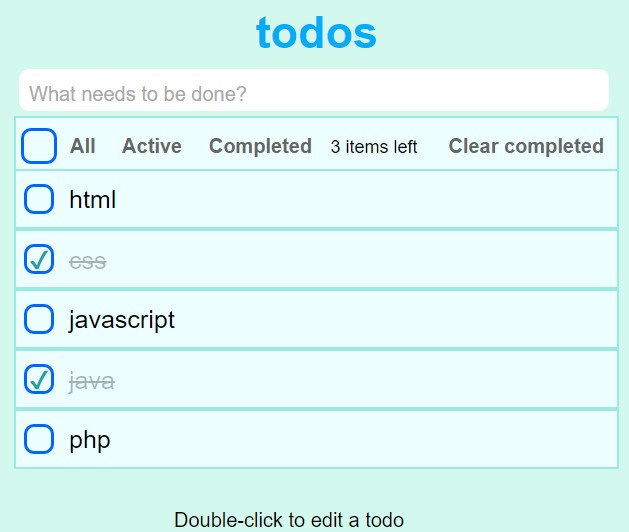 todos
What needs to be done?
All Active Completed 3 items left Clear completed
html
css
javascript
java
php
Double-click to edit a todo